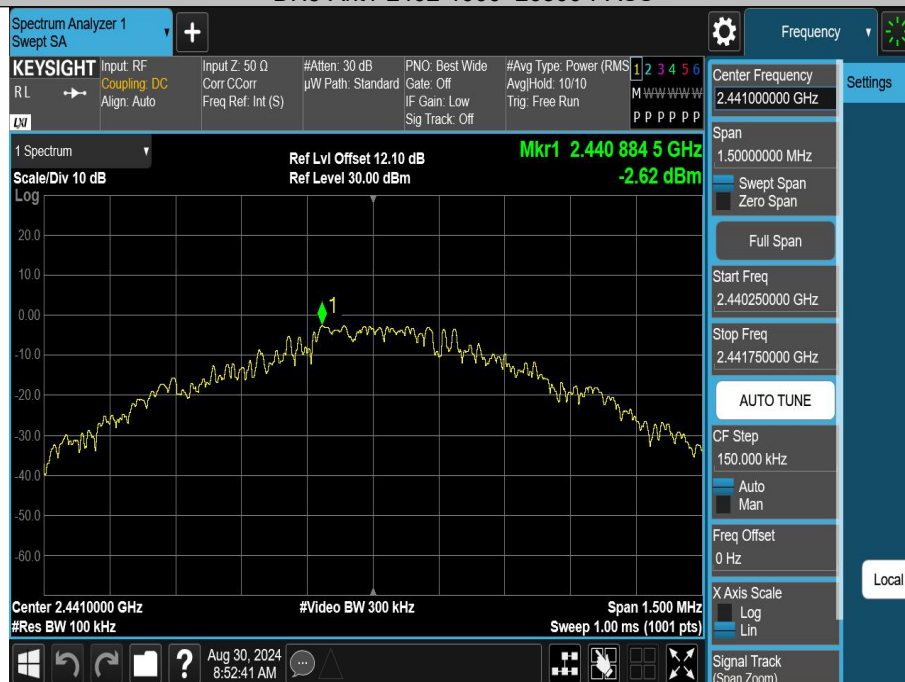 Spectrum Analyzer 1
Swept SA
Frequency
KEYSIGHT
RL
LXI
Input: RF
Coupling: DC
Align: Auto
Input Z: 50 Ω
Corr CCorr
Freq Ref: Int (S)
#Atten: 30 dB
µW Path: Standard
PNO: Best Wide
Gate: Off
IF Gain: Low
Sig Track: Off
#Avg Type: Power (RMS
Avg|Hold: 10/10
Trig: Free Run
1 2 3 4 5 6
M W W W W W
P P P P P P
1 Spectrum
Scale/Div 10 dB
Log
Ref Lvl Offset 12.10 dB
Ref Level 30.00 dBm
Mkr1 2.440 884 5 GHz
-2.62 dBm
20.0
10.0
0.00
-10.0
-20.0
-30.0
-40.0
-50.0
-60.0
1
Center 2.4410000 GHz
#Res BW 100 kHz
#Video BW 300 kHz
Span 1.500 MHz
Sweep 1.00 ms (1001 pts)
Aug 30, 2024
8:52:41 AM
Center Frequency
2.441000000 GHz
Settings
Span
1.50000000 MHz
Swept Span
Zero Span
Full Span
Start Freq
2.440250000 GHz
Stop Freq
2.441750000 GHz
AUTO TUNE
CF Step
150.000 kHz
Auto
Man
Freq Offset
0 Hz
Local
X Axis Scale
Log
Lin
Signal Track
(Span Zoom)